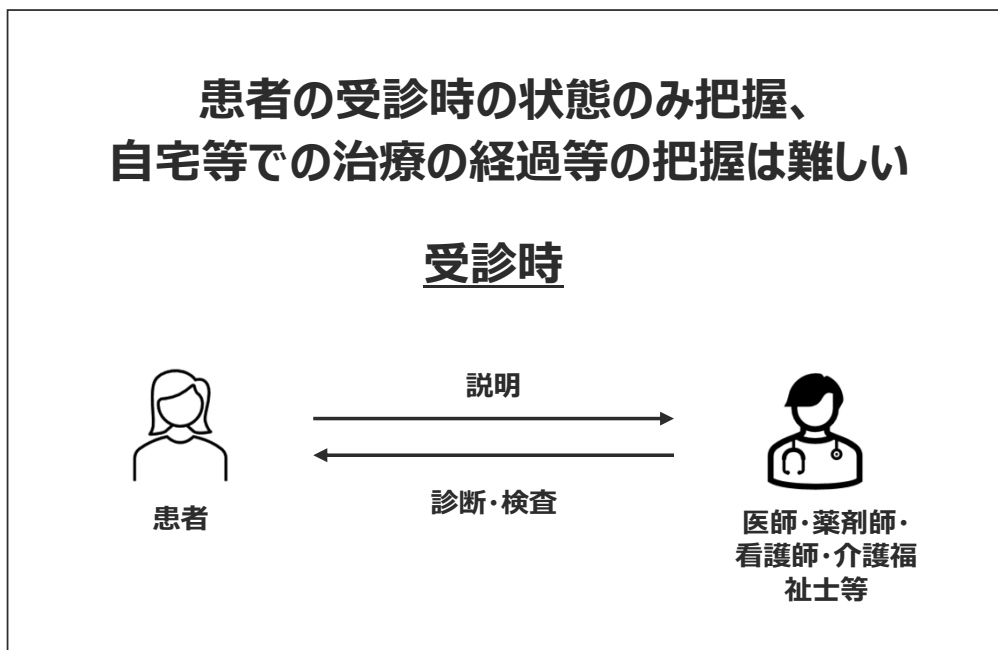 患者の受診時の状態のみ把握、
自宅等での治療の経過等の把握は難しい
受診時
説明
診断・検査
患者
医師・薬剤師・
看護師・介護福
祉士等